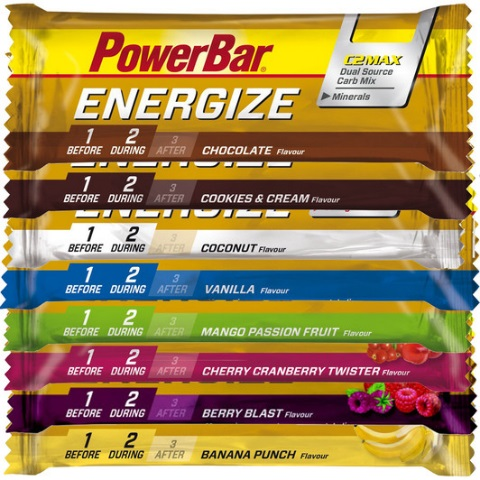 PowerBar®
C2MAX
Dual Source
Carb Mix
Minerals
ENERGIZE
1 BEFORE 2 DURING 3 AFTER CHOCOLATE Flavour
ENERGIZE
1 BEFORE 2 DURING 3 AFTER COOKIES & CREAM Flavour
ENERGIZE
1 BEFORE 2 DURING 3 AFTER COCONUT Flavour
1 BEFORE 2 DURING 3 AFTER VANILLA Flavour
1 BEFORE 2 DURING 3 AFTER MANGO PASSION FRUIT Flavour
1 BEFORE 2 DURING 3 AFTER CHERRY CRANBERRY TWISTER Flavour
1 BEFORE 2 DURING 3 AFTER BERRY BLAST Flavour
1 BEFORE 2 DURING 3 AFTER BANANA PUNCH Flavour